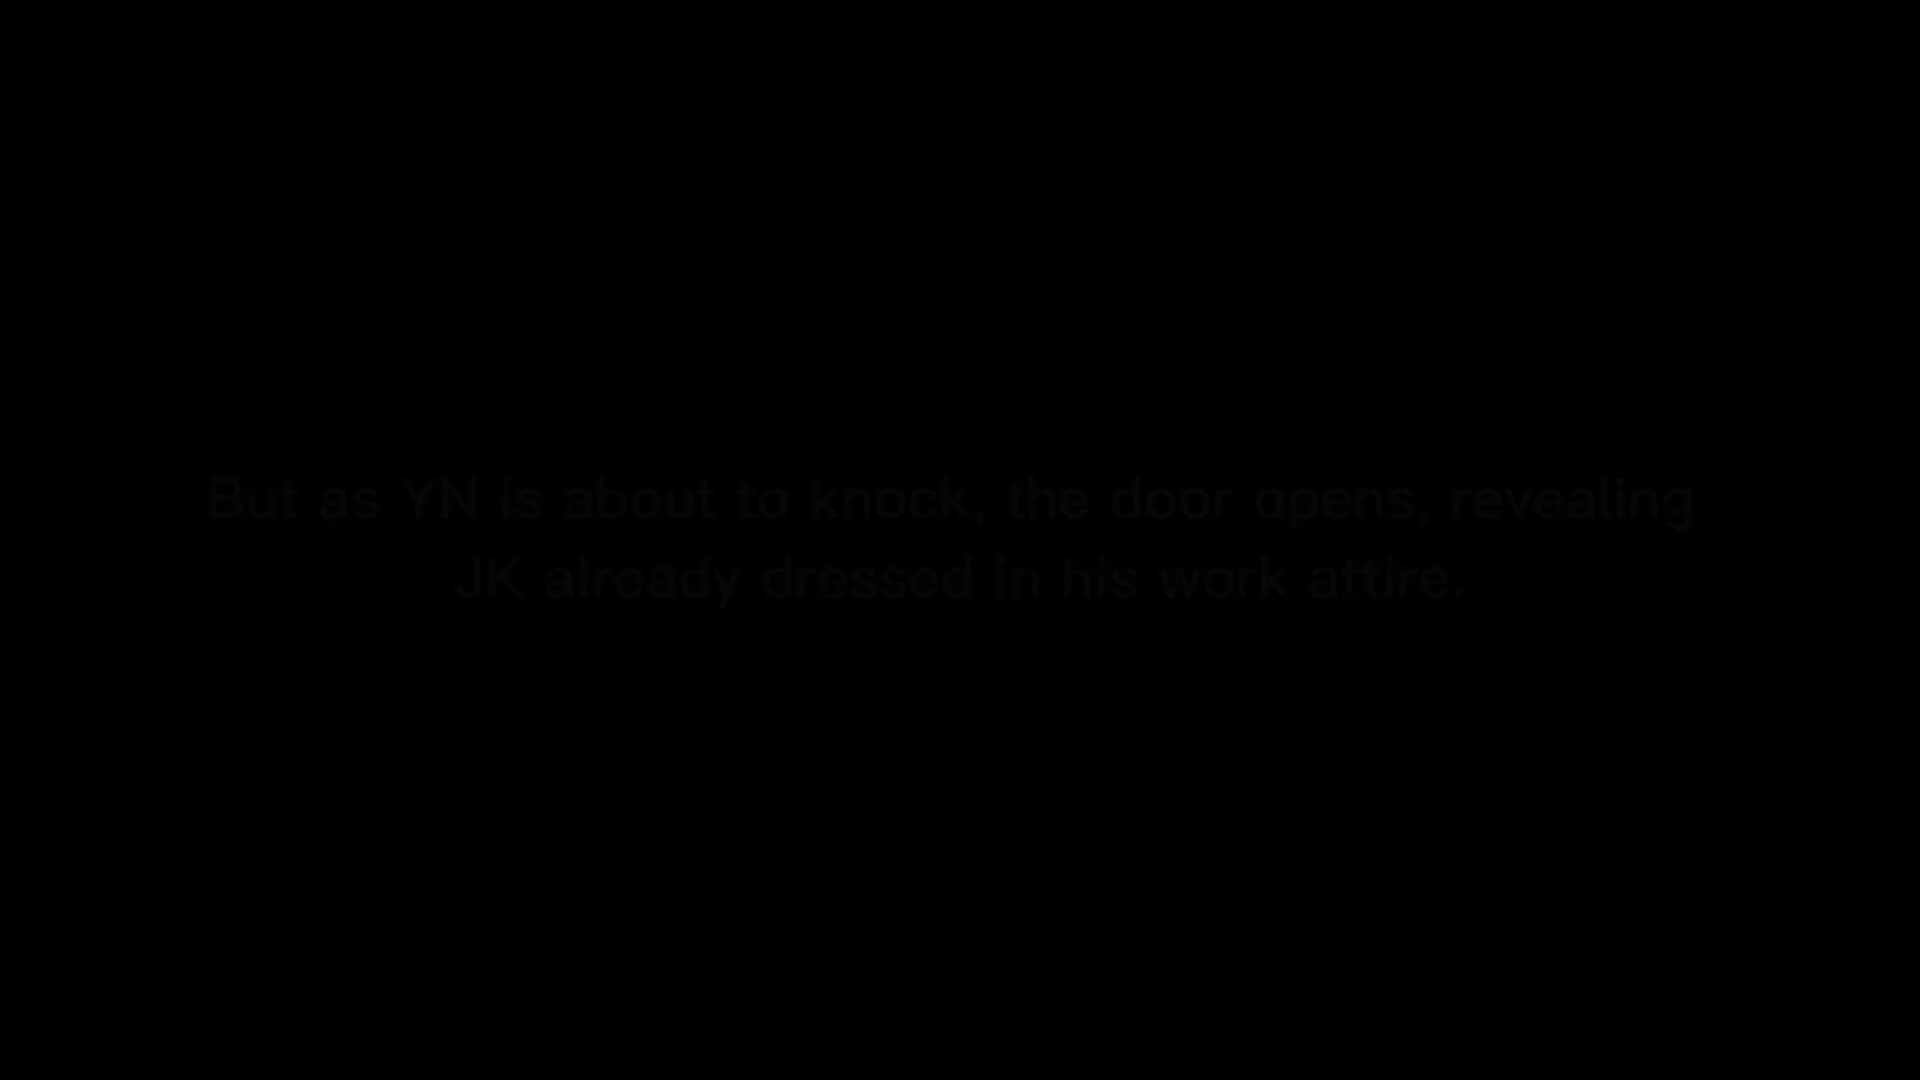 But as YN is about to knock, the door opens, revealing
JK already dressed in his work attire.